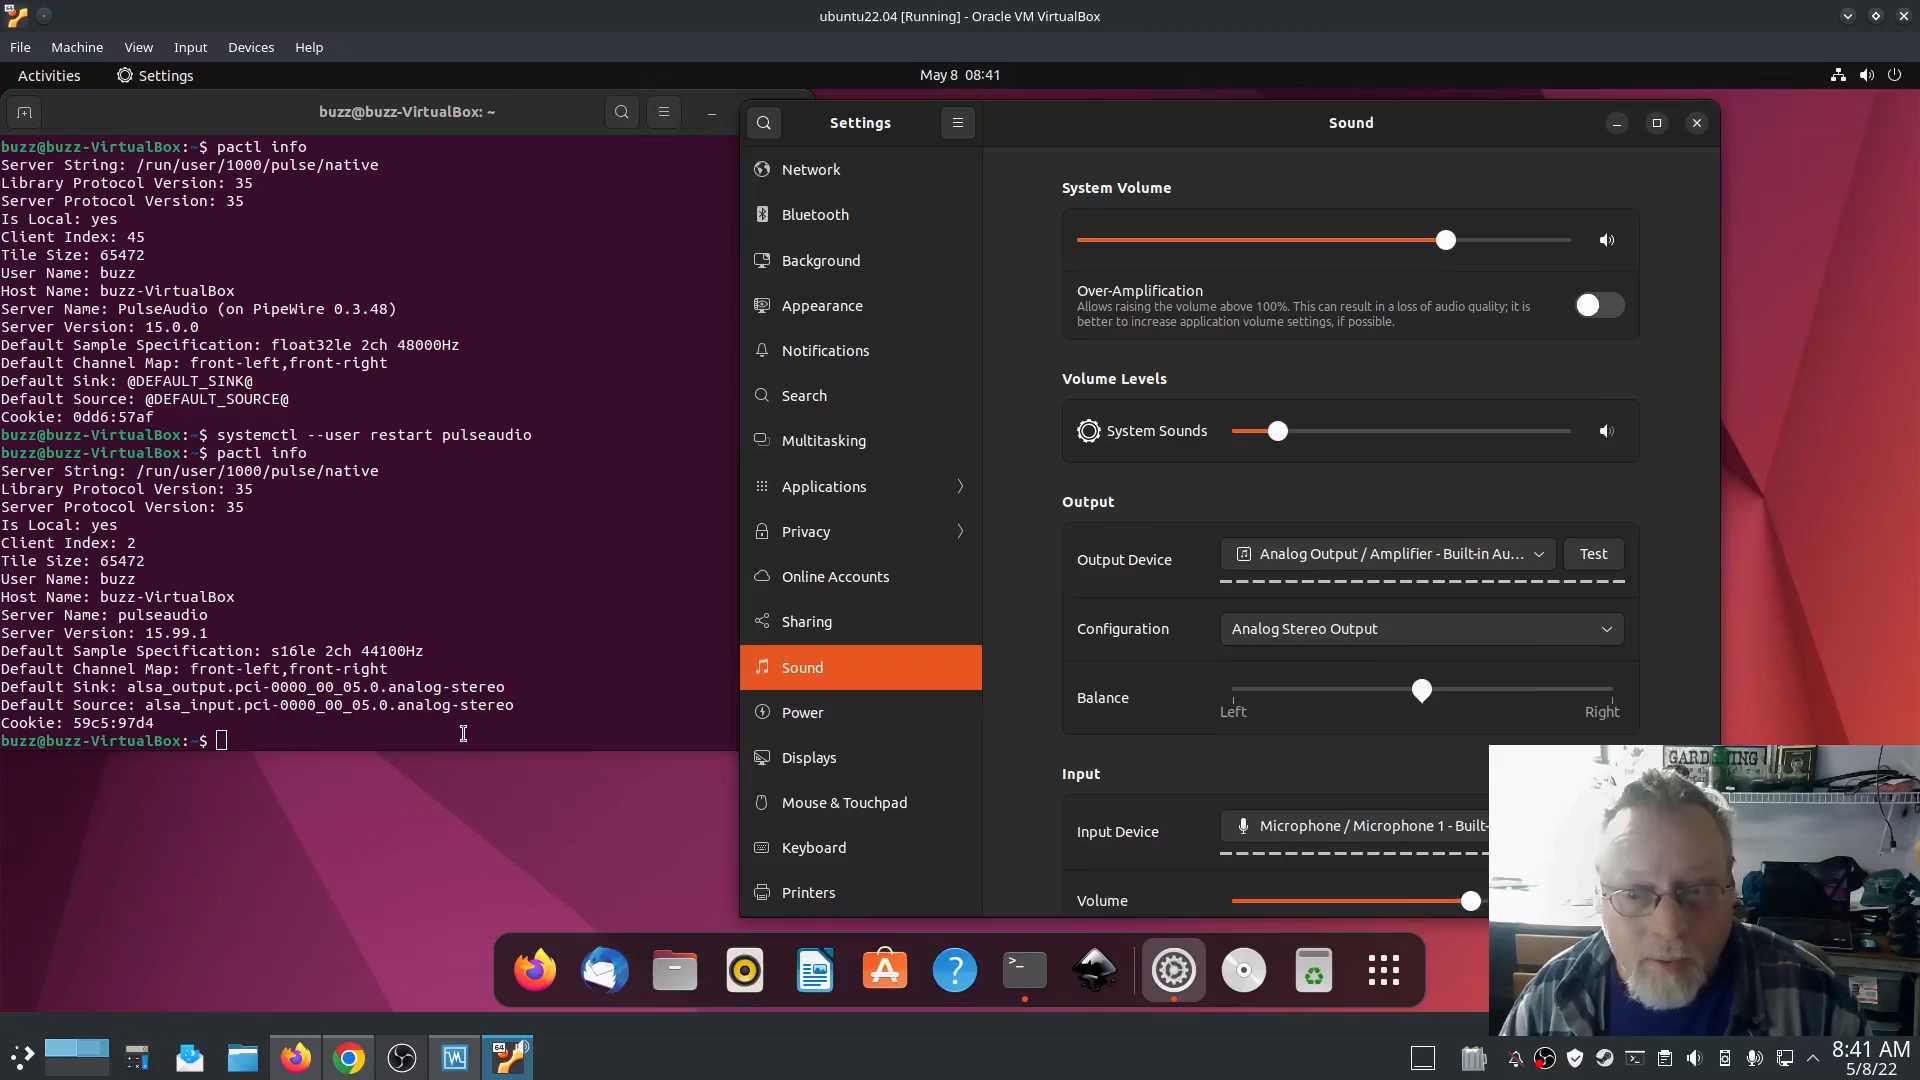 ubuntu22.04 [Running] - Oracle VM VirtualBox
File Machine View Input Devices Help
Activities Settings May 8 08:41
buzz@buzz-VirtualBox: ~
buzz@buzz-VirtualBox:~$ pactl info
Server String: /run/user/1000/pulse/native
Library Protocol Version: 35
Server Protocol Version: 35
Is Local: yes
Client Index: 45
Tile Size: 65472
User Name: buzz
Host Name: buzz-VirtualBox
Server Name: PulseAudio (on PipeWire 0.3.48)
Server Version: 15.0.0
Default Sample Specification: float32le 2ch 48000Hz
Default Channel Map: front-left,front-right
Default Sink: @DEFAULT_SINK@
Default Source: @DEFAULT_SOURCE@
Cookie: 0dd6:57af
buzz@buzz-VirtualBox:~$ systemctl --user restart pulseaudio
buzz@buzz-VirtualBox:~$ pactl info
Server String: /run/user/1000/pulse/native
Library Protocol Version: 35
Server Protocol Version: 35
Is Local: yes
Client Index: 2
Tile Size: 65472
User Name: buzz
Host Name: buzz-VirtualBox
Server Name: pulseaudio
Server Version: 15.99.1
Default Sample Specification: s16le 2ch 44100Hz
Default Channel Map: front-left,front-right
Default Sink: alsa_output.pci-0000_00_05.0.analog-stereo
Default Source: alsa_input.pci-0000_00_05.0.analog-stereo
Cookie: 59c5:97d4
buzz@buzz-VirtualBox:~$
Settings
Network
Bluetooth
Background
Appearance
Notifications
Search
Multitasking
Applications
Privacy
Online Accounts
Sharing
Sound
Power
Displays
Mouse & Touchpad
Keyboard
Printers
Sound
System Volume
Over-Amplification
Allows raising the volume above 100%. This can result in a loss of audio quality; it is
better to increase application volume settings, if possible.
Volume Levels
System Sounds
Output
Output Device Analog Output / Amplifier - Built-in Au... Test
Configuration Analog Stereo Output
Balance
Left Right
Input
Input Device Microphone / Microphone 1 - Built-
Volume
GARDENING
64
8:41 AM
5/8/22